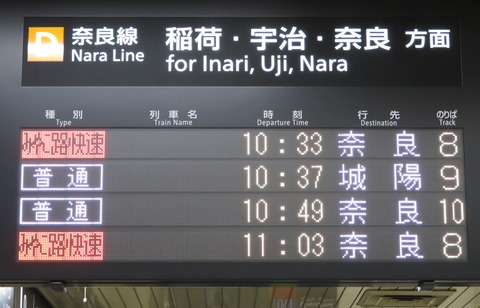 D 奈良線 稲荷・宇治・奈良 方面
Nara Line for Inari, Uji, Nara
種別 列車名 時刻 行先 のりば
Type Train Name Departure Time Destination Track
みやこ路快速 10:33 奈良 8
普通 10:37 城陽 9
普通 10:49 奈良 10
みやこ路快速 11:03 奈良 8